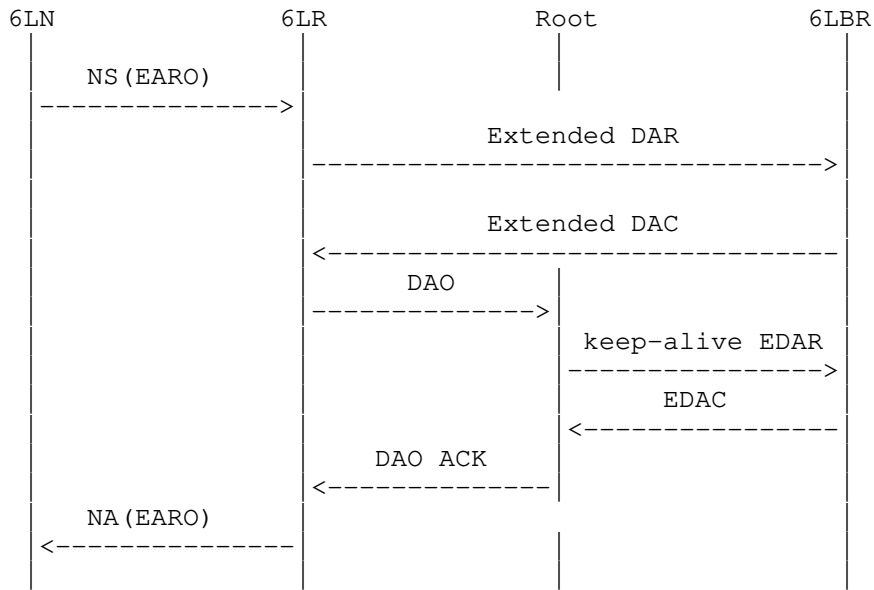 6LN 6LR Root 6LBR
NS(EARO)
Extended DAR
Extended DAC
DAO
keep-alive EDAR
EDAC
DAO ACK
NA(EARO)